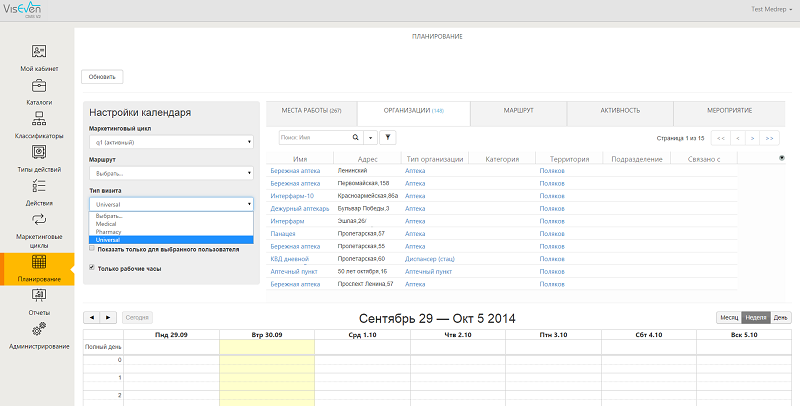 VisEven
CLM V2
Test Medrep
ПЛАНИРОВАНИЕ
Мой кабинет
Каталоги
Классификаторы
Типы действий
Действия
Маркетинговые
циклы
Планирование
Отчеты
Администрирование
Обновить
Настройки календаря
Маркетинговый цикл
q1 (активный)
Маршрут
Выбрать...
Тип визита
Universal
Выбрать...
Medical
Pharmacy
Universal
Показать только для выбранного пользователя
Только рабочие часы
МЕСТА РАБОТЫ (267) ОРГАНИЗАЦИИ (148) МАРШРУТ АКТИВНОСТЬ МЕРОПРИЯТИЕ
Поиск: Имя Страница 1 из 15 << < > >>
Имя Адрес Тип организации Категория Территория Подразделение Связано с
Бережная аптека Ленинский Аптека Поляков
Бережная аптека Первомайская,158 Аптека Поляков
Интерфарм-10 Красноармейская,86а Аптека Поляков
Дежурный аптекарь Бульвар Победы,3 Аптека Поляков
Интерфарм Эшпая,26/ Аптека Поляков
Панацея Пролетарская,57 Аптека Поляков
Бережная аптека Пролетарская,55 Аптека Поляков
КВД дневной Пролетарская,60 Диспансер (стац) Поляков
Аптечный пункт 50 лет октября,16 Аптечный пункт Поляков
Бережная аптека Проспект Ленина,57 Аптека Поляков
Сегодня Сентябрь 29 — Окт 5 2014 Месяц Неделя День
Пнд 29.09 Втр 30.09 Срд 1.10 Чтв 2.10 Птн 3.10 Сбт 4.10 Вск 5.10
Полный день
0
1
2